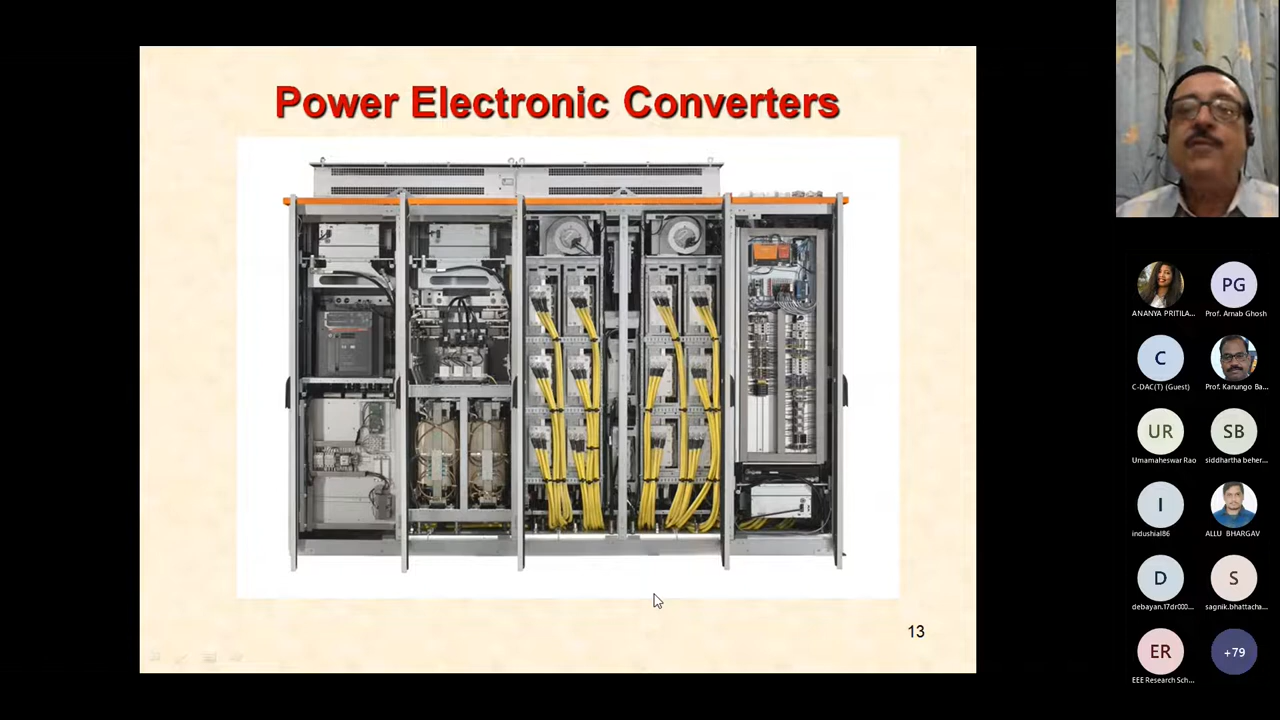 Power Electronic Converters
13
ANANYA PRITILA...
PG
Prof. Arnab Ghosh
C
C-DAC(T) (Guest)
Prof. Kanungo Ba...
UR
Umamaheswar Rao
SB
siddhartha beher...
I
indushial86
ALLU BHARGAV
D
debayan.17dr000...
S
sagnik.bhattacha...
ER
EEE Research Sch...
+79